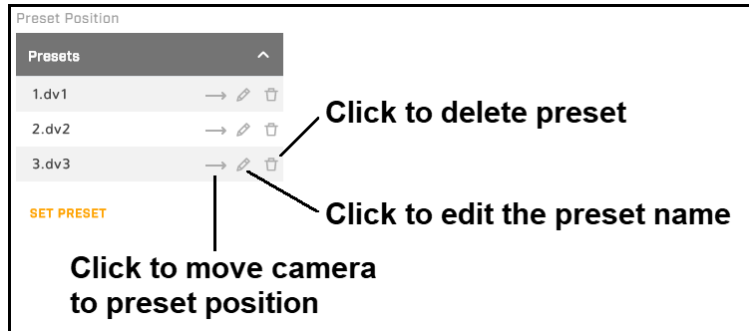 Preset Position
Presets
1.dv1
2.dv2
3.dv3
Click to delete preset
SET PRESET
Click to edit the preset name
Click to move camera
to preset position